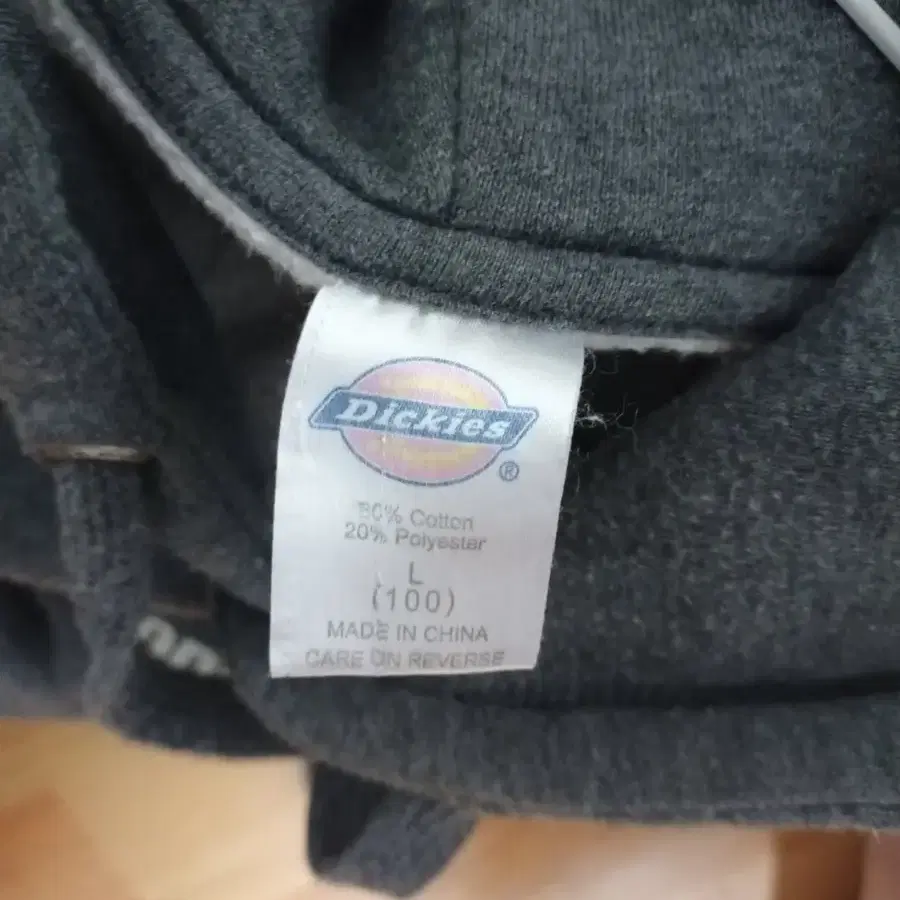 Dickies
®
80% Cotton
20% Polyester
L
(100)
MADE IN CHINA
CARE ON REVERSE